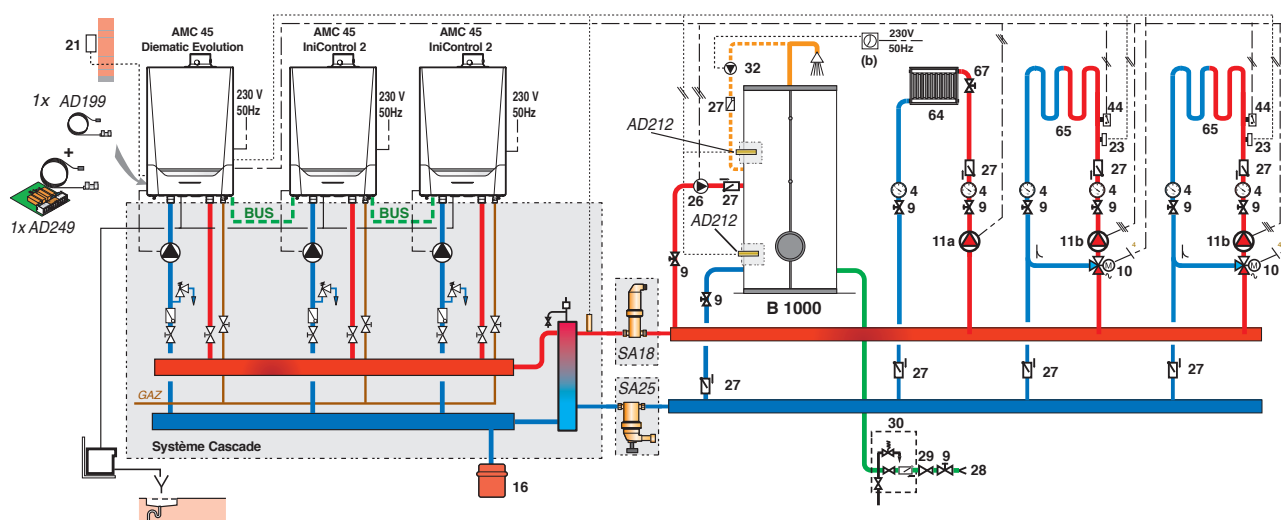 AMC 45
Diematic Evolution
AMC 45
IniControl 2
AMC 45
IniControl 2
21
1x AD199
+
1x AD249
230 V
50Hz
230 V
50Hz
230 V
50Hz
BUS
BUS
GAZ
Système Cascade
16
SA18
SA25
AD212
AD212
32
27
26
27
9
9
27
B 1000
230V
50Hz
(b)
64
67
27
4
4
9
9
11a
27
65
44
23
27
4
4
9
9
11b
M
4
10
27
65
44
23
27
4
4
9
9
11b
M
4
10
27
30
29
9
28